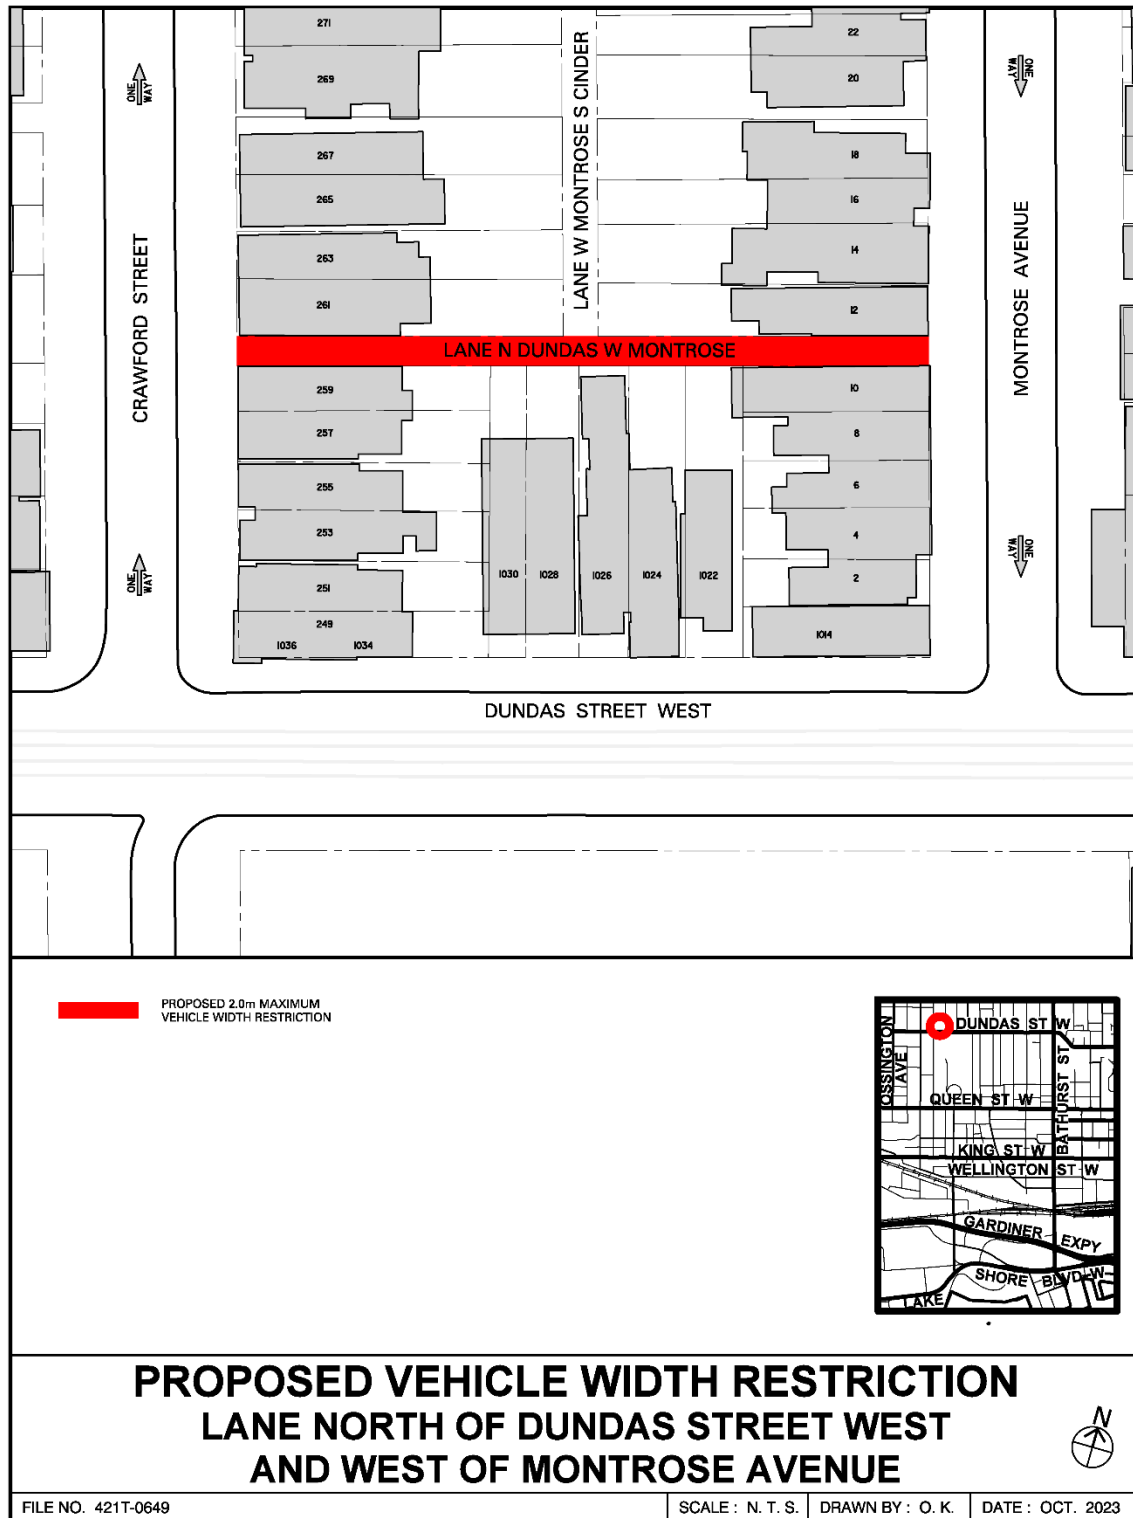 271
269
267
265
263
261
22
20
18
16
14
12
ONE WAY
ONE WAY
CRAWFORD STREET
LANE W MONTROSE S CINDER
MONTROSE AVENUE
LANE N DUNDAS W MONTROSE
259
257
255
253
251
249
1036
1034
1030
1028
1026
1024
1022
10
8
6
4
2
1014
ONE WAY
ONE WAY
DUNDAS STREET WEST
PROPOSED 2.0m MAXIMUM
VEHICLE WIDTH RESTRICTION
OSSINGTON
AVE
DUNDAS ST W
BATHURST ST
QUEEN ST W
KING ST W
WELLINGTON ST W
GARDINER EXPY
LAKE SHORE BLVD W
PROPOSED VEHICLE WIDTH RESTRICTION
LANE NORTH OF DUNDAS STREET WEST
AND WEST OF MONTROSE AVENUE
N
FILE NO. 421T-0649
SCALE : N. T. S.
DRAWN BY : O. K.
DATE : OCT. 2023